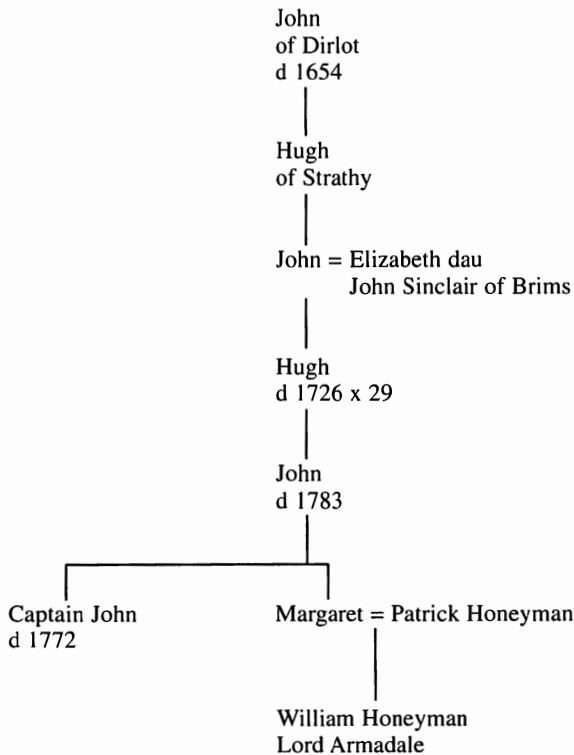 John
of Dirlot
d 1654
Hugh
of Strathy
John = Elizabeth dau
John Sinclair of Brims
Hugh
d 1726 x 29
John
d 1783
Captain John
d 1772
Margaret = Patrick Honeyman
William Honeyman
Lord Armadale